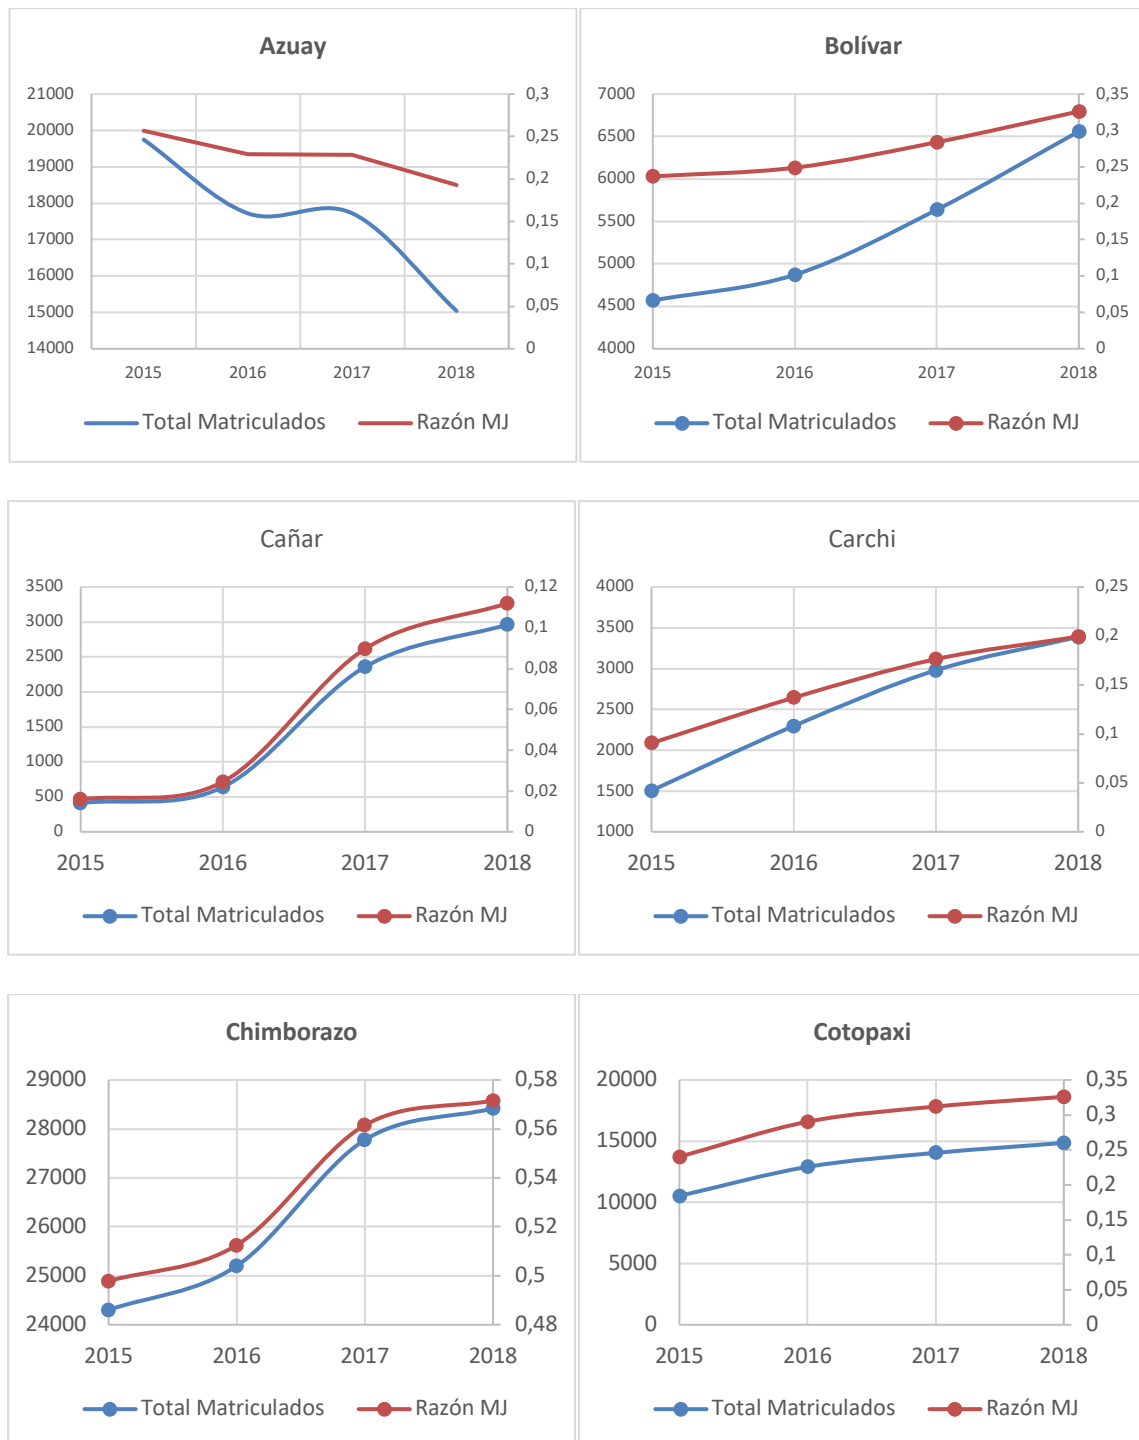 Azuay
21000 0,3
20000 0,25
19000
18000 0,2
17000 0,15
16000 0,1
15000 0,05
14000 0
2015 2016 2017 2018
Total Matriculados Razón MJ
Bolívar
7000 0,35
6500 0,3
6000 0,25
5500 0,2
0,15
5000 0,1
4500 0,05
4000 0
2015 2016 2017 2018
Total Matriculados Razón MJ
Cañar
3500 0,12
3000 0,1
2500 0,08
2000
1500 0,06
1000 0,04
500 0,02
0 0
2015 2016 2017 2018
Total Matriculados Razón MJ
Carchi
4000 0,25
3500 0,2
3000
2500 0,15
2000 0,1
1500 0,05
1000 0
2015 2016 2017 2018
Total Matriculados Razón MJ
Chimborazo
29000 0,58
28000 0,56
27000 0,54
26000 0,52
25000 0,5
24000 0,48
2015 2016 2017 2018
Total Matriculados Razón MJ
Cotopaxi
20000 0,35
0,3
15000 0,25
10000 0,2
0,15
5000 0,1
0,05
0 0
2015 2016 2017 2018
Total Matriculados Razón MJ